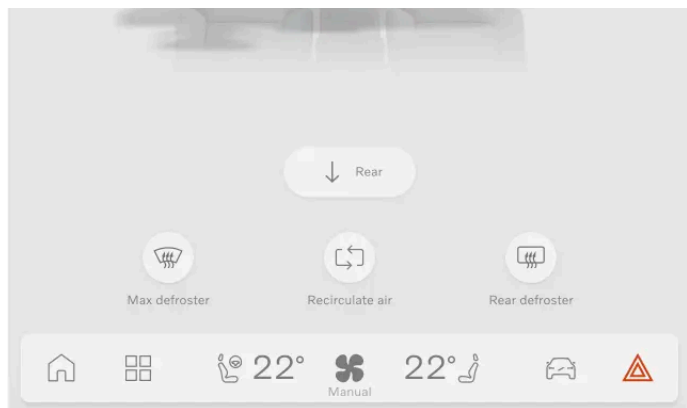 Rear
Max defroster
Recirculate air
Rear defroster
22°
22°
Manual